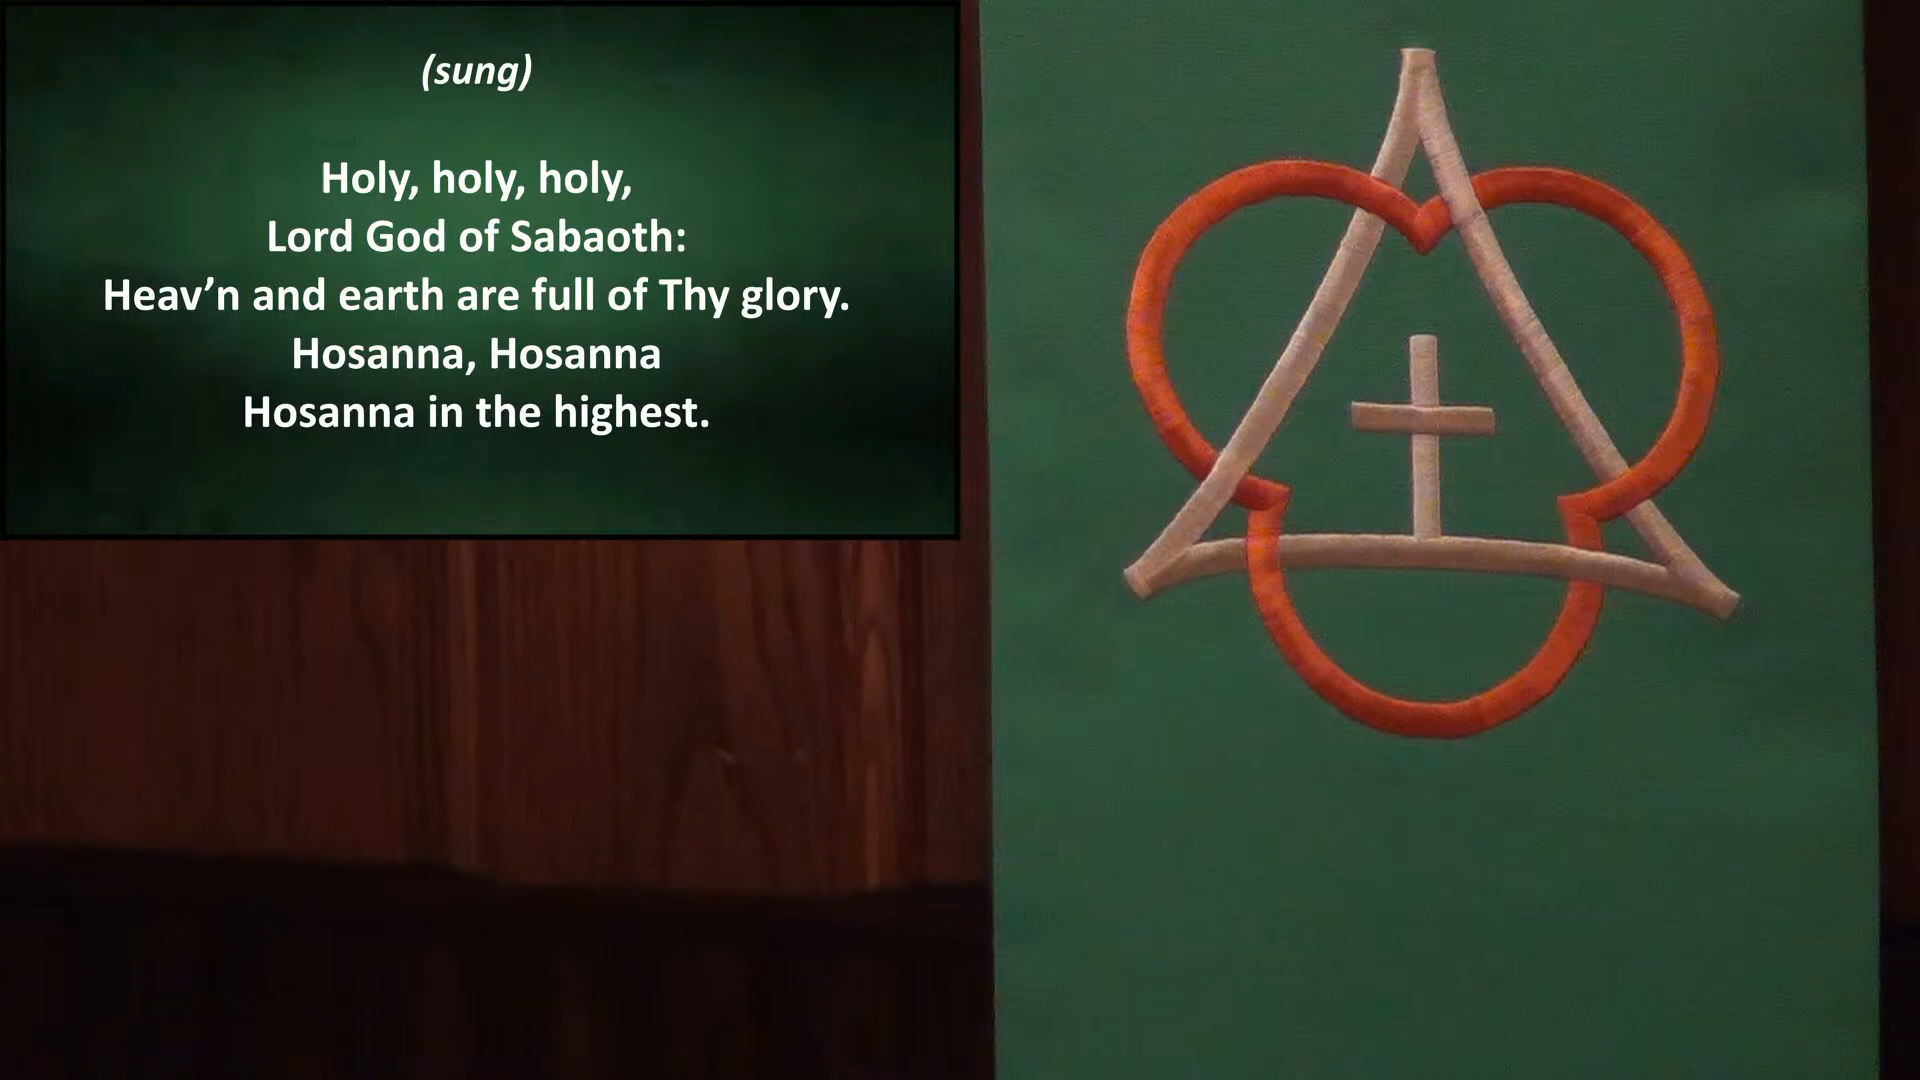 (sung)
Holy, holy, holy,
Lord God of Sabaoth:
Heav’n and earth are full of Thy glory.
Hosanna, Hosanna
Hosanna in the highest.